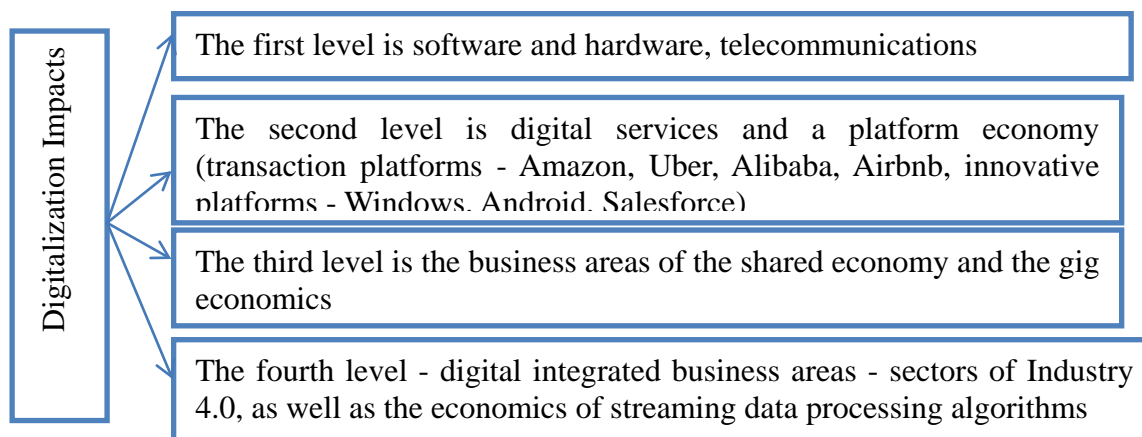 Digitalization Impacts
The first level is software and hardware, telecommunications
The second level is digital services and a platform economy
(transaction platforms - Amazon, Uber, Alibaba, Airbnb, innovative
platforms - Windows, Android, Salesforce)
The third level is the business areas of the shared economy and the gig
economics
The fourth level - digital integrated business areas - sectors of Industry
4.0, as well as the economics of streaming data processing algorithms